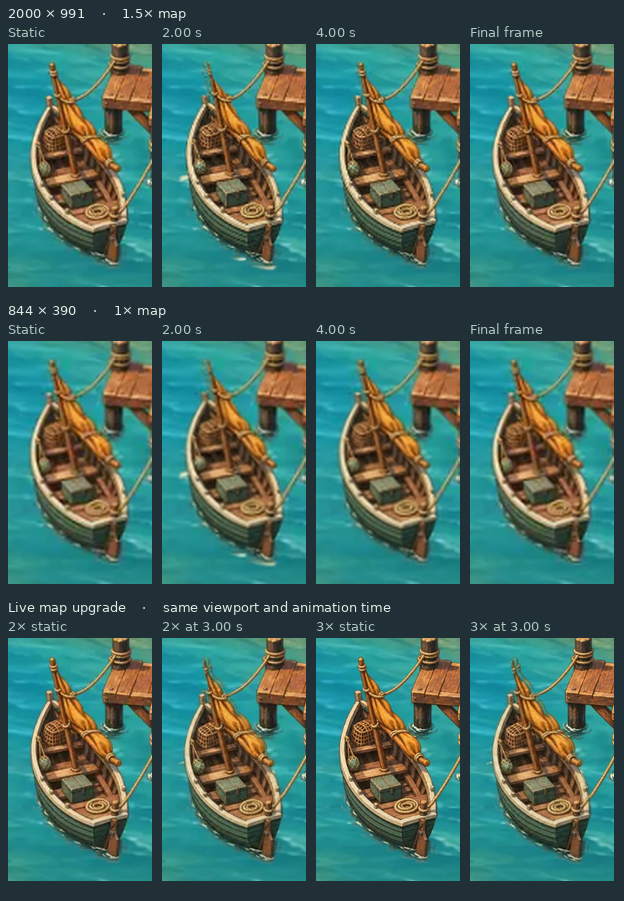 2000 × 991 · 1.5× map
Static 2.00 s 4.00 s Final frame
844 × 390 · 1× map
Static 2.00 s 4.00 s Final frame
Live map upgrade · same viewport and animation time
2× static 2× at 3.00 s 3× static 3× at 3.00 s